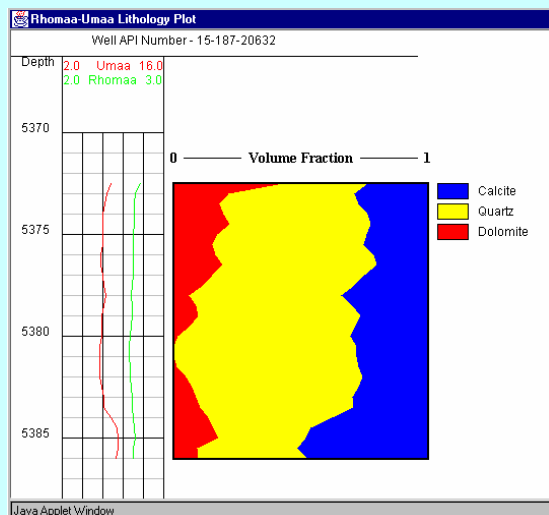 Rhomaa-Umaa Lithology Plot
Well API Number - 15-187-20632
Depth
2.0 Umaa 16.0
2.0 Rhomaa 3.0
5370
0 Volume Fraction 1
Calcite
Quartz
Dolomite
5375
5380
5385
Java Applet Window